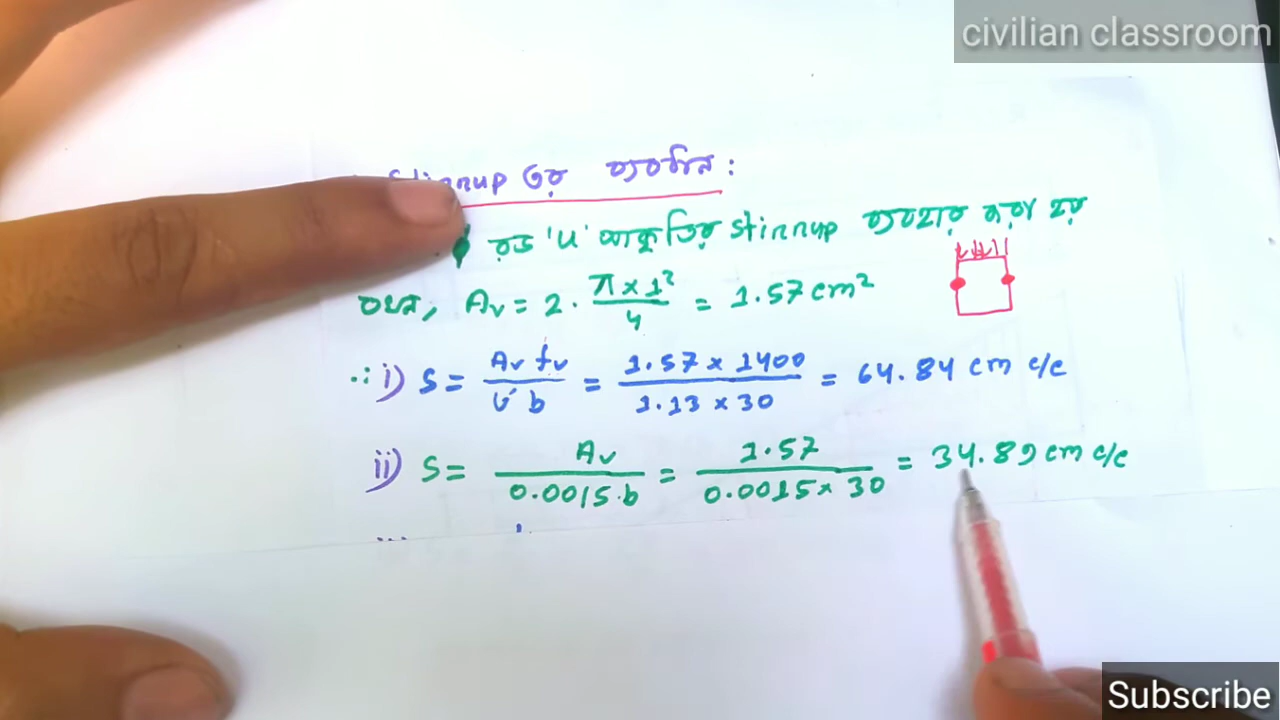 civilian classroom
Stirrup এর ব্যবধান :
রড 'U' আকৃতির stirrup ব্যবহার করা হয়
যেন, Av = 2 · π × 1² / 4 = 1.57 cm²
∴ i) S = Av fv / v' b = 1.57 × 1400 / 1.13 × 30 = 64.84 cm c/c
ii) S = Av / 0.0015·b = 1.57 / 0.0015 × 30 = 34.89 cm c/c
Subscribe